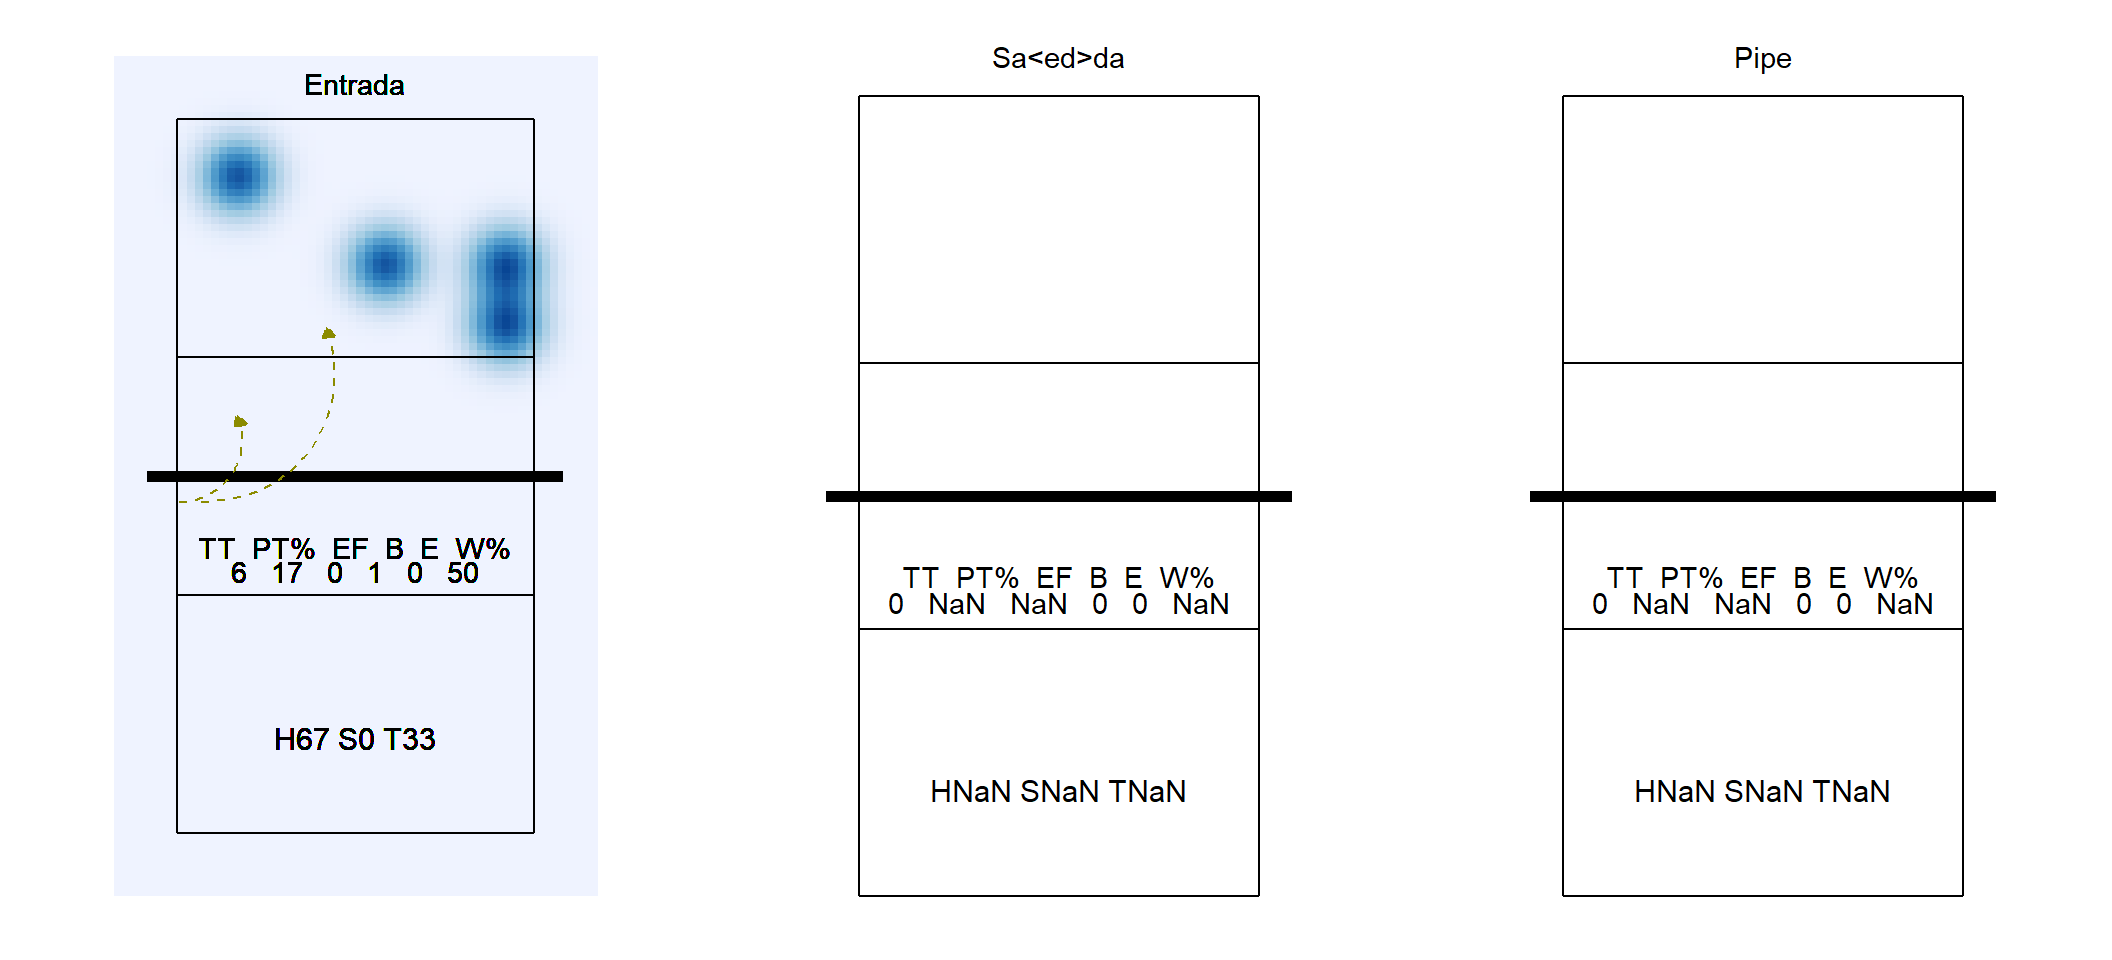 Entrada
TT PT% EF B E W%
6 17 0 1 0 50
H67 S0 T33
Sa<ed>da
TT PT% EF B E W%
0 NaN NaN 0 0 NaN
HNaN SNaN TNaN
Pipe
TT PT% EF B E W%
0 NaN NaN 0 0 NaN
HNaN SNaN TNaN